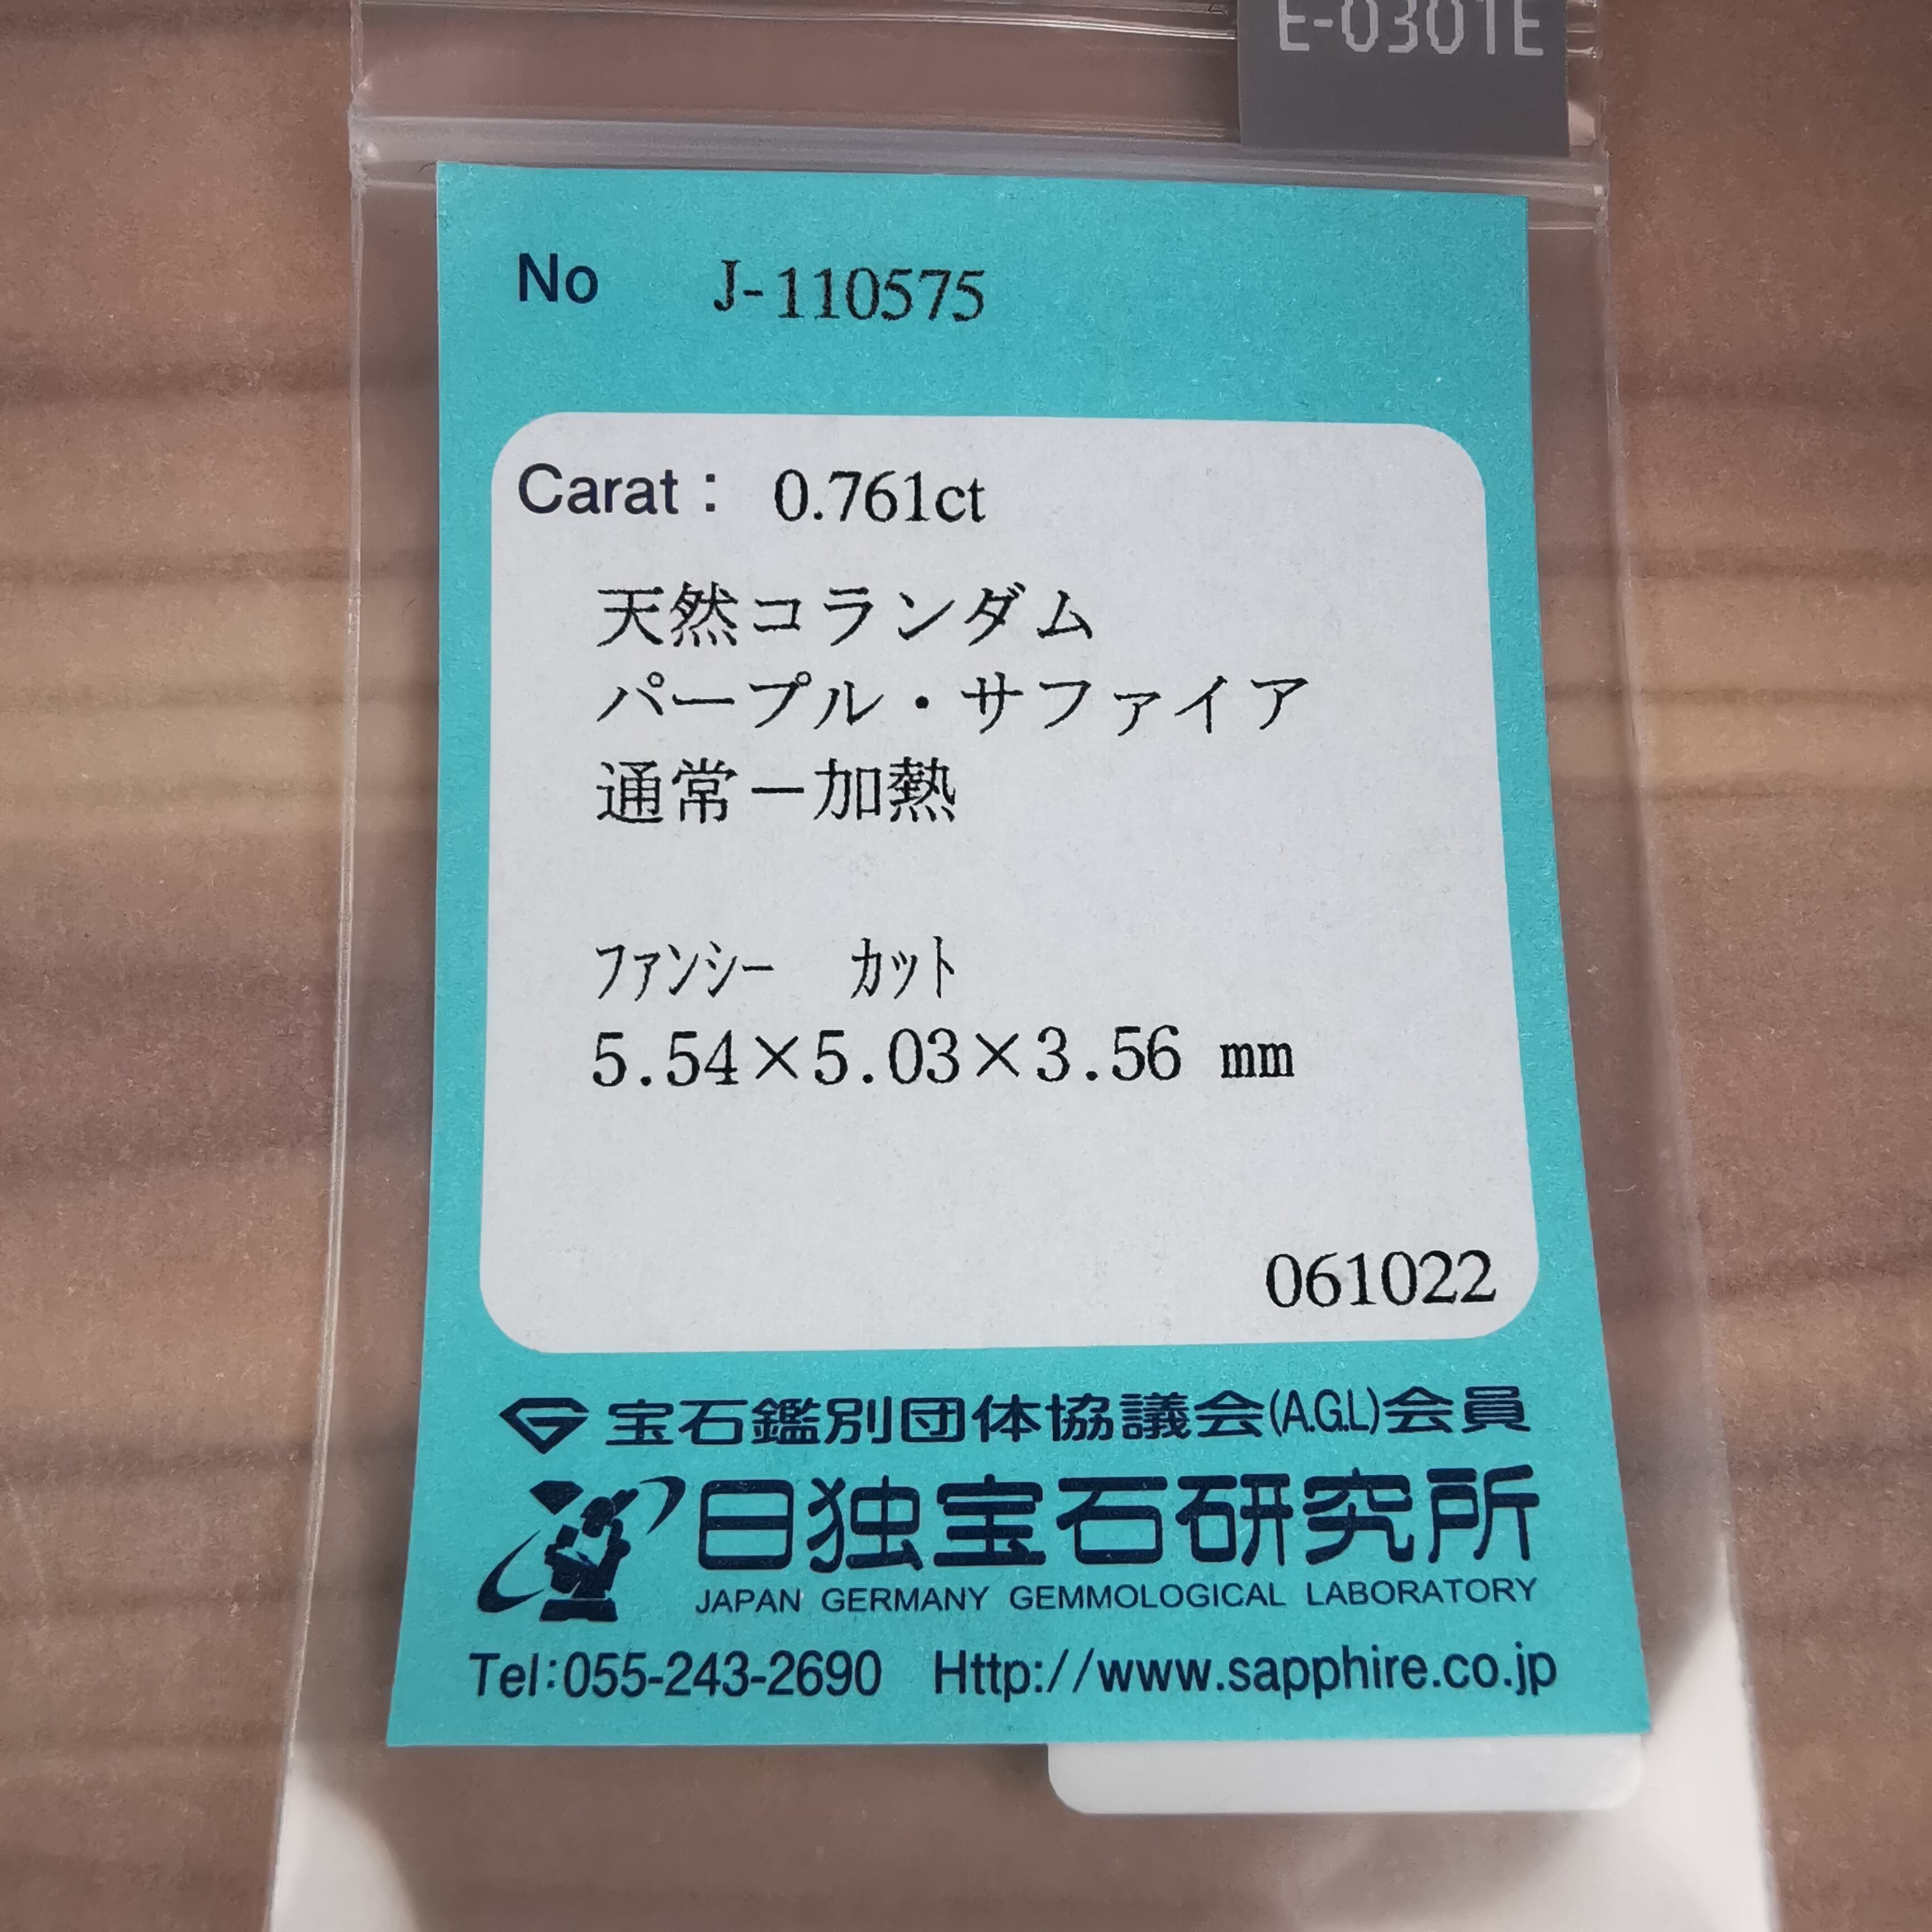 E-0301E
No J-110575
Carat : 0.761ct
天然コランダム
パープル・サファイア
通常－加熱
ファンシー カット
5.54×5.03×3.56 mm
061022
宝石鑑別団体協議会(A.G.L)会員
日独宝石研究所
JAPAN GERMANY GEMMOLOGICAL LABORATORY
Tel:055-243-2690 Http://www.sapphire.co.jp